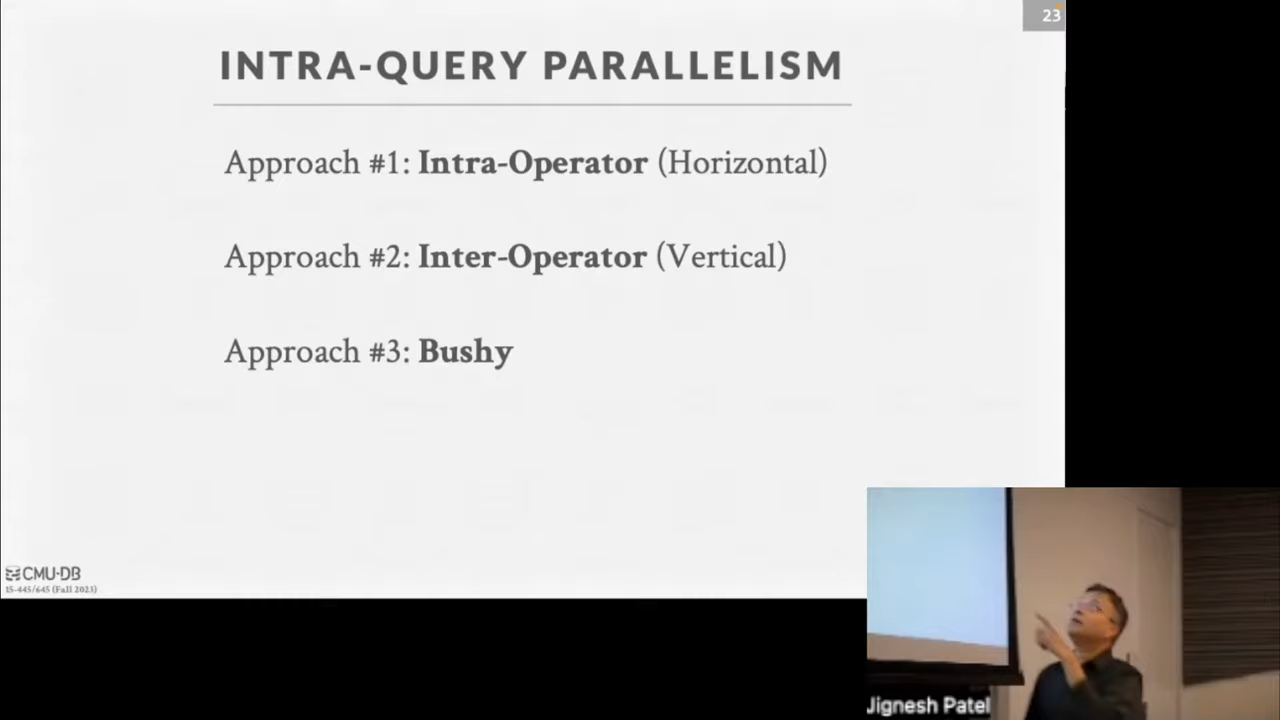 23
INTRA-QUERY PARALLELISM
Approach #1: Intra-Operator (Horizontal)
Approach #2: Inter-Operator (Vertical)
Approach #3: Bushy
CMU·DB
15-445/645 (Fall 2023)
Jignesh Patel